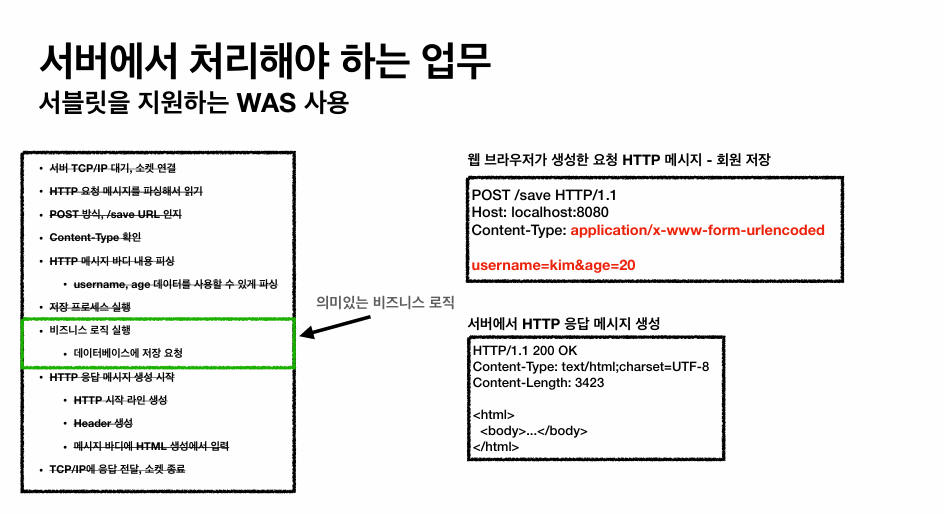 서버에서 처리해야 하는 업무
서블릿을 지원하는 WAS 사용
• 서버 TCP/IP 대기, 소켓 연결
• HTTP 요청 메시지를 파싱해서 읽기
• POST 방식, /save URL 인지
• Content-Type 확인
• HTTP 메시지 바디 내용 파싱
• username, age 데이터를 사용할 수 있게 파싱
• 저장 프로세스 실행
• 비즈니스 로직 실행
• 데이터베이스에 저장 요청
• HTTP 응답 메시지 생성 시작
• HTTP 시작 라인 생성
• Header 생성
• 메시지 바디에 HTML 생성에서 입력
• TCP/IP에 응답 전달, 소켓 종료
의미있는 비즈니스 로직
웹 브라우저가 생성한 요청 HTTP 메시지 - 회원 저장
POST /save HTTP/1.1
Host: localhost:8080
Content-Type: application/x-www-form-urlencoded
username=kim&age=20
서버에서 HTTP 응답 메시지 생성
HTTP/1.1 200 OK
Content-Type: text/html;charset=UTF-8
Content-Length: 3423
<html>
<body>...</body>
</html>